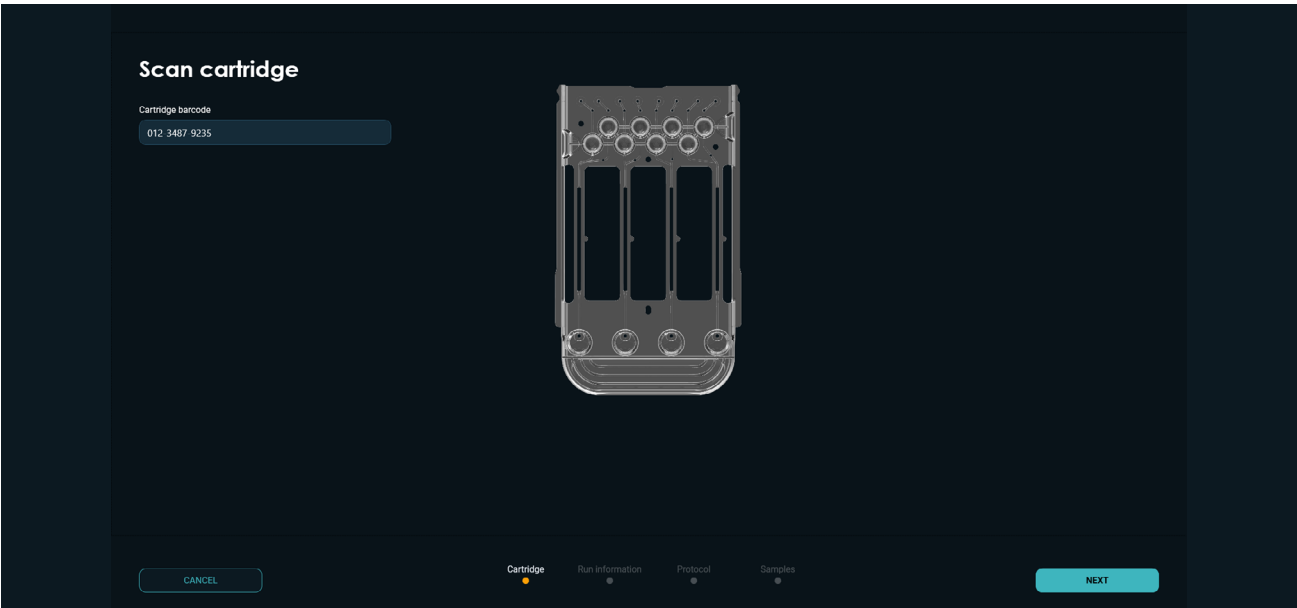 Scan cartridge
Cartridge barcode
012 3487 9235
Cartridge Run information Protocol Samples
CANCEL
NEXT